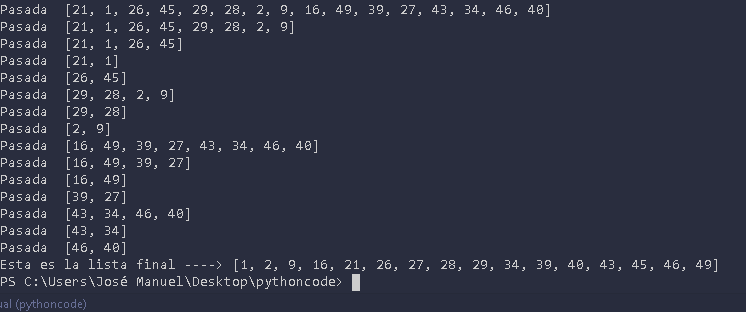 Pasada  [21, 1, 26, 45, 29, 28, 2, 9, 16, 49, 39, 27, 43, 34, 46, 40]
Pasada  [21, 1, 26, 45, 29, 28, 2, 9]
Pasada  [21, 1, 26, 45]
Pasada  [21, 1]
Pasada  [26, 45]
Pasada  [29, 28, 2, 9]
Pasada  [29, 28]
Pasada  [2, 9]
Pasada  [16, 49, 39, 27, 43, 34, 46, 40]
Pasada  [16, 49, 39, 27]
Pasada  [16, 49]
Pasada  [39, 27]
Pasada  [43, 34, 46, 40]
Pasada  [43, 34]
Pasada  [46, 40]
Esta es la lista final ----> [1, 2, 9, 16, 21, 26, 27, 28, 29, 34, 39, 40, 43, 45, 46, 49]
PS C:\Users\José Manuel\Desktop\pythoncode>
ual (pythoncode)